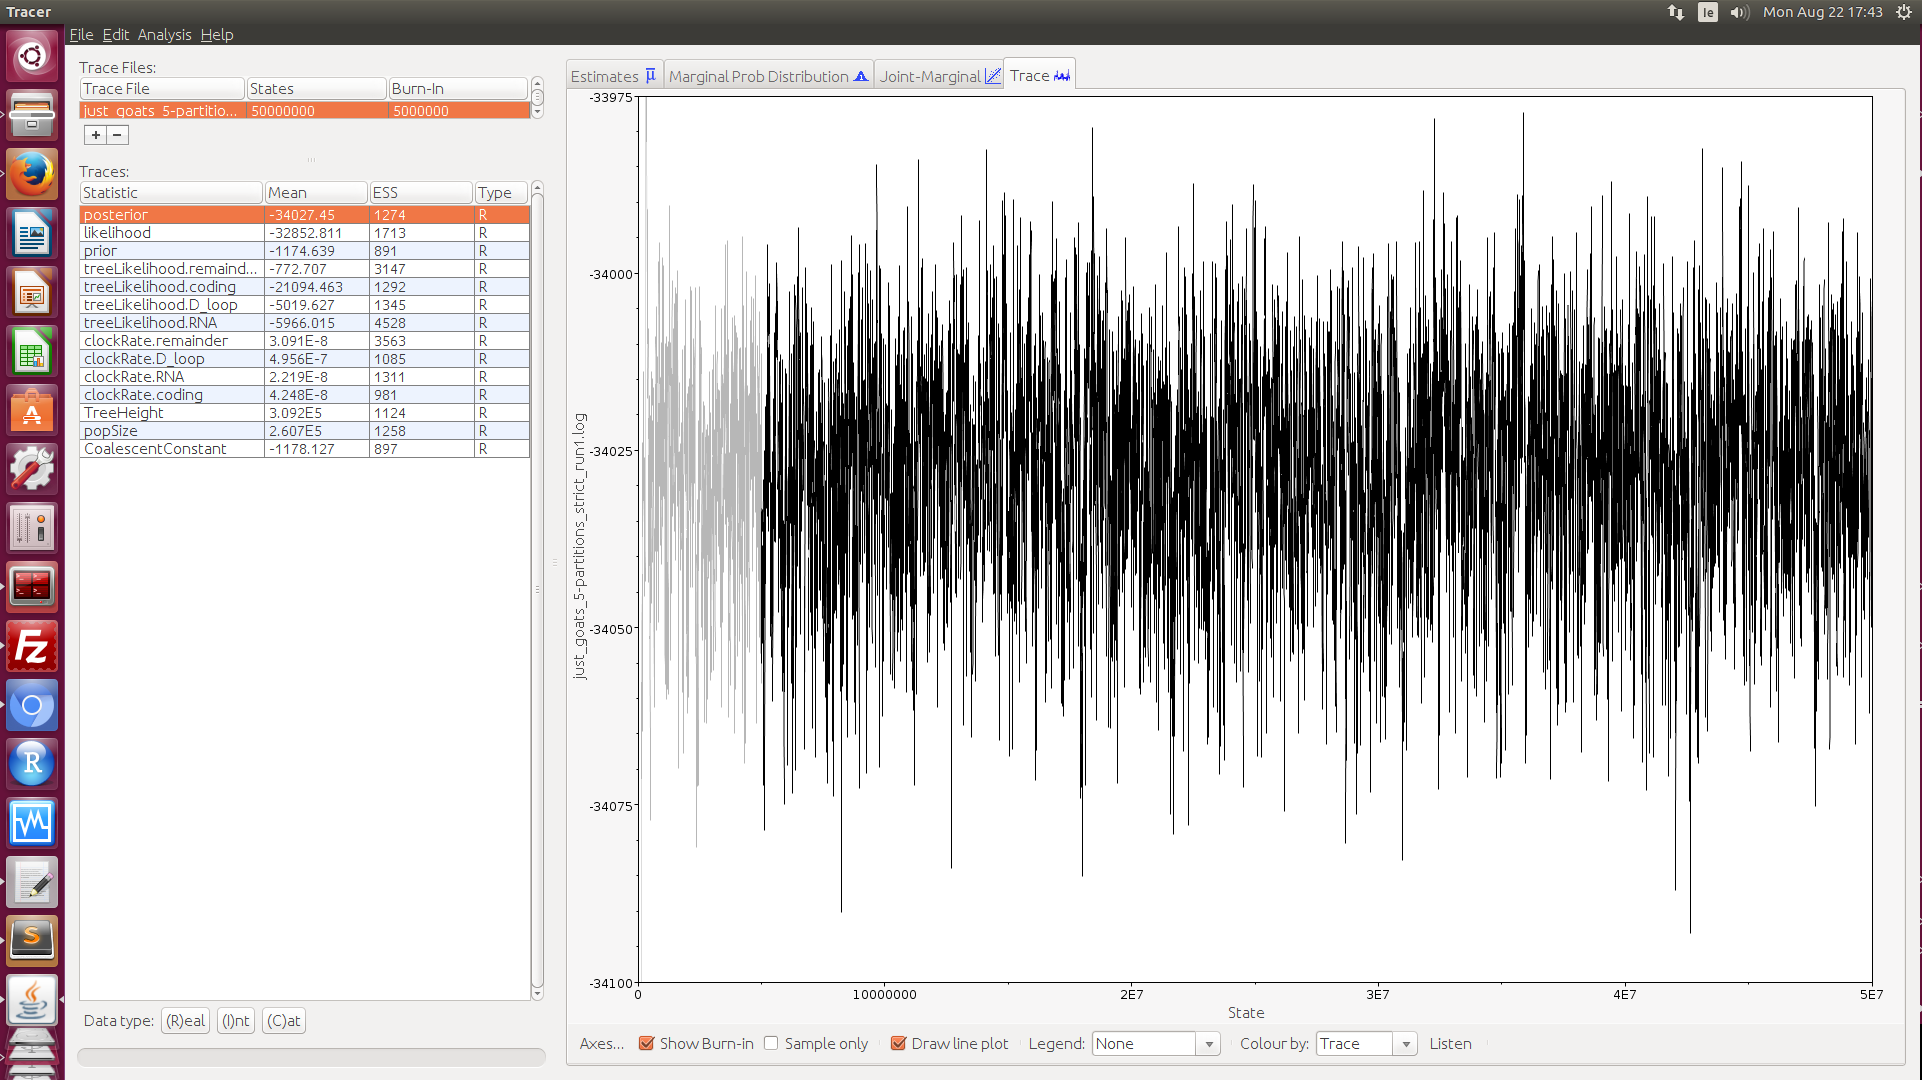 Tracer
Ie
Mon Aug 22 17:43
File Edit Analysis Help
Trace Files:
Trace File States Burn-In
just_goats_5-partitio... 50000000 5000000
+ −
Traces:
Statistic Mean ESS Type
posterior -34027.45 1274 R
likelihood -32852.811 1713 R
prior -1174.639 891 R
treeLikelihood.remaind... -772.707 3147 R
treeLikelihood.coding -21094.463 1292 R
treeLikelihood.D_loop -5019.627 1345 R
treeLikelihood.RNA -5966.015 4528 R
clockRate.remainder 3.091E-8 3563 R
clockRate.D_loop 4.956E-7 1085 R
clockRate.RNA 2.219E-8 1311 R
clockRate.coding 4.248E-8 981 R
TreeHeight 3.092E5 1124 R
popSize 2.607E5 1258 R
CoalescentConstant -1178.127 897 R
Data type: (R)eal (I)nt (C)at
Estimates Marginal Prob Distribution Joint-Marginal Trace
-33975
-34000
-34025
-34050
-34075
-34100
just_goats_5-partitions_strict_run1.log
0 10000000 2E7 3E7 4E7 5E7
State
Axes... Show Burn-in Sample only Draw line plot Legend: None Colour by: Trace Listen
A
Fz
R
S